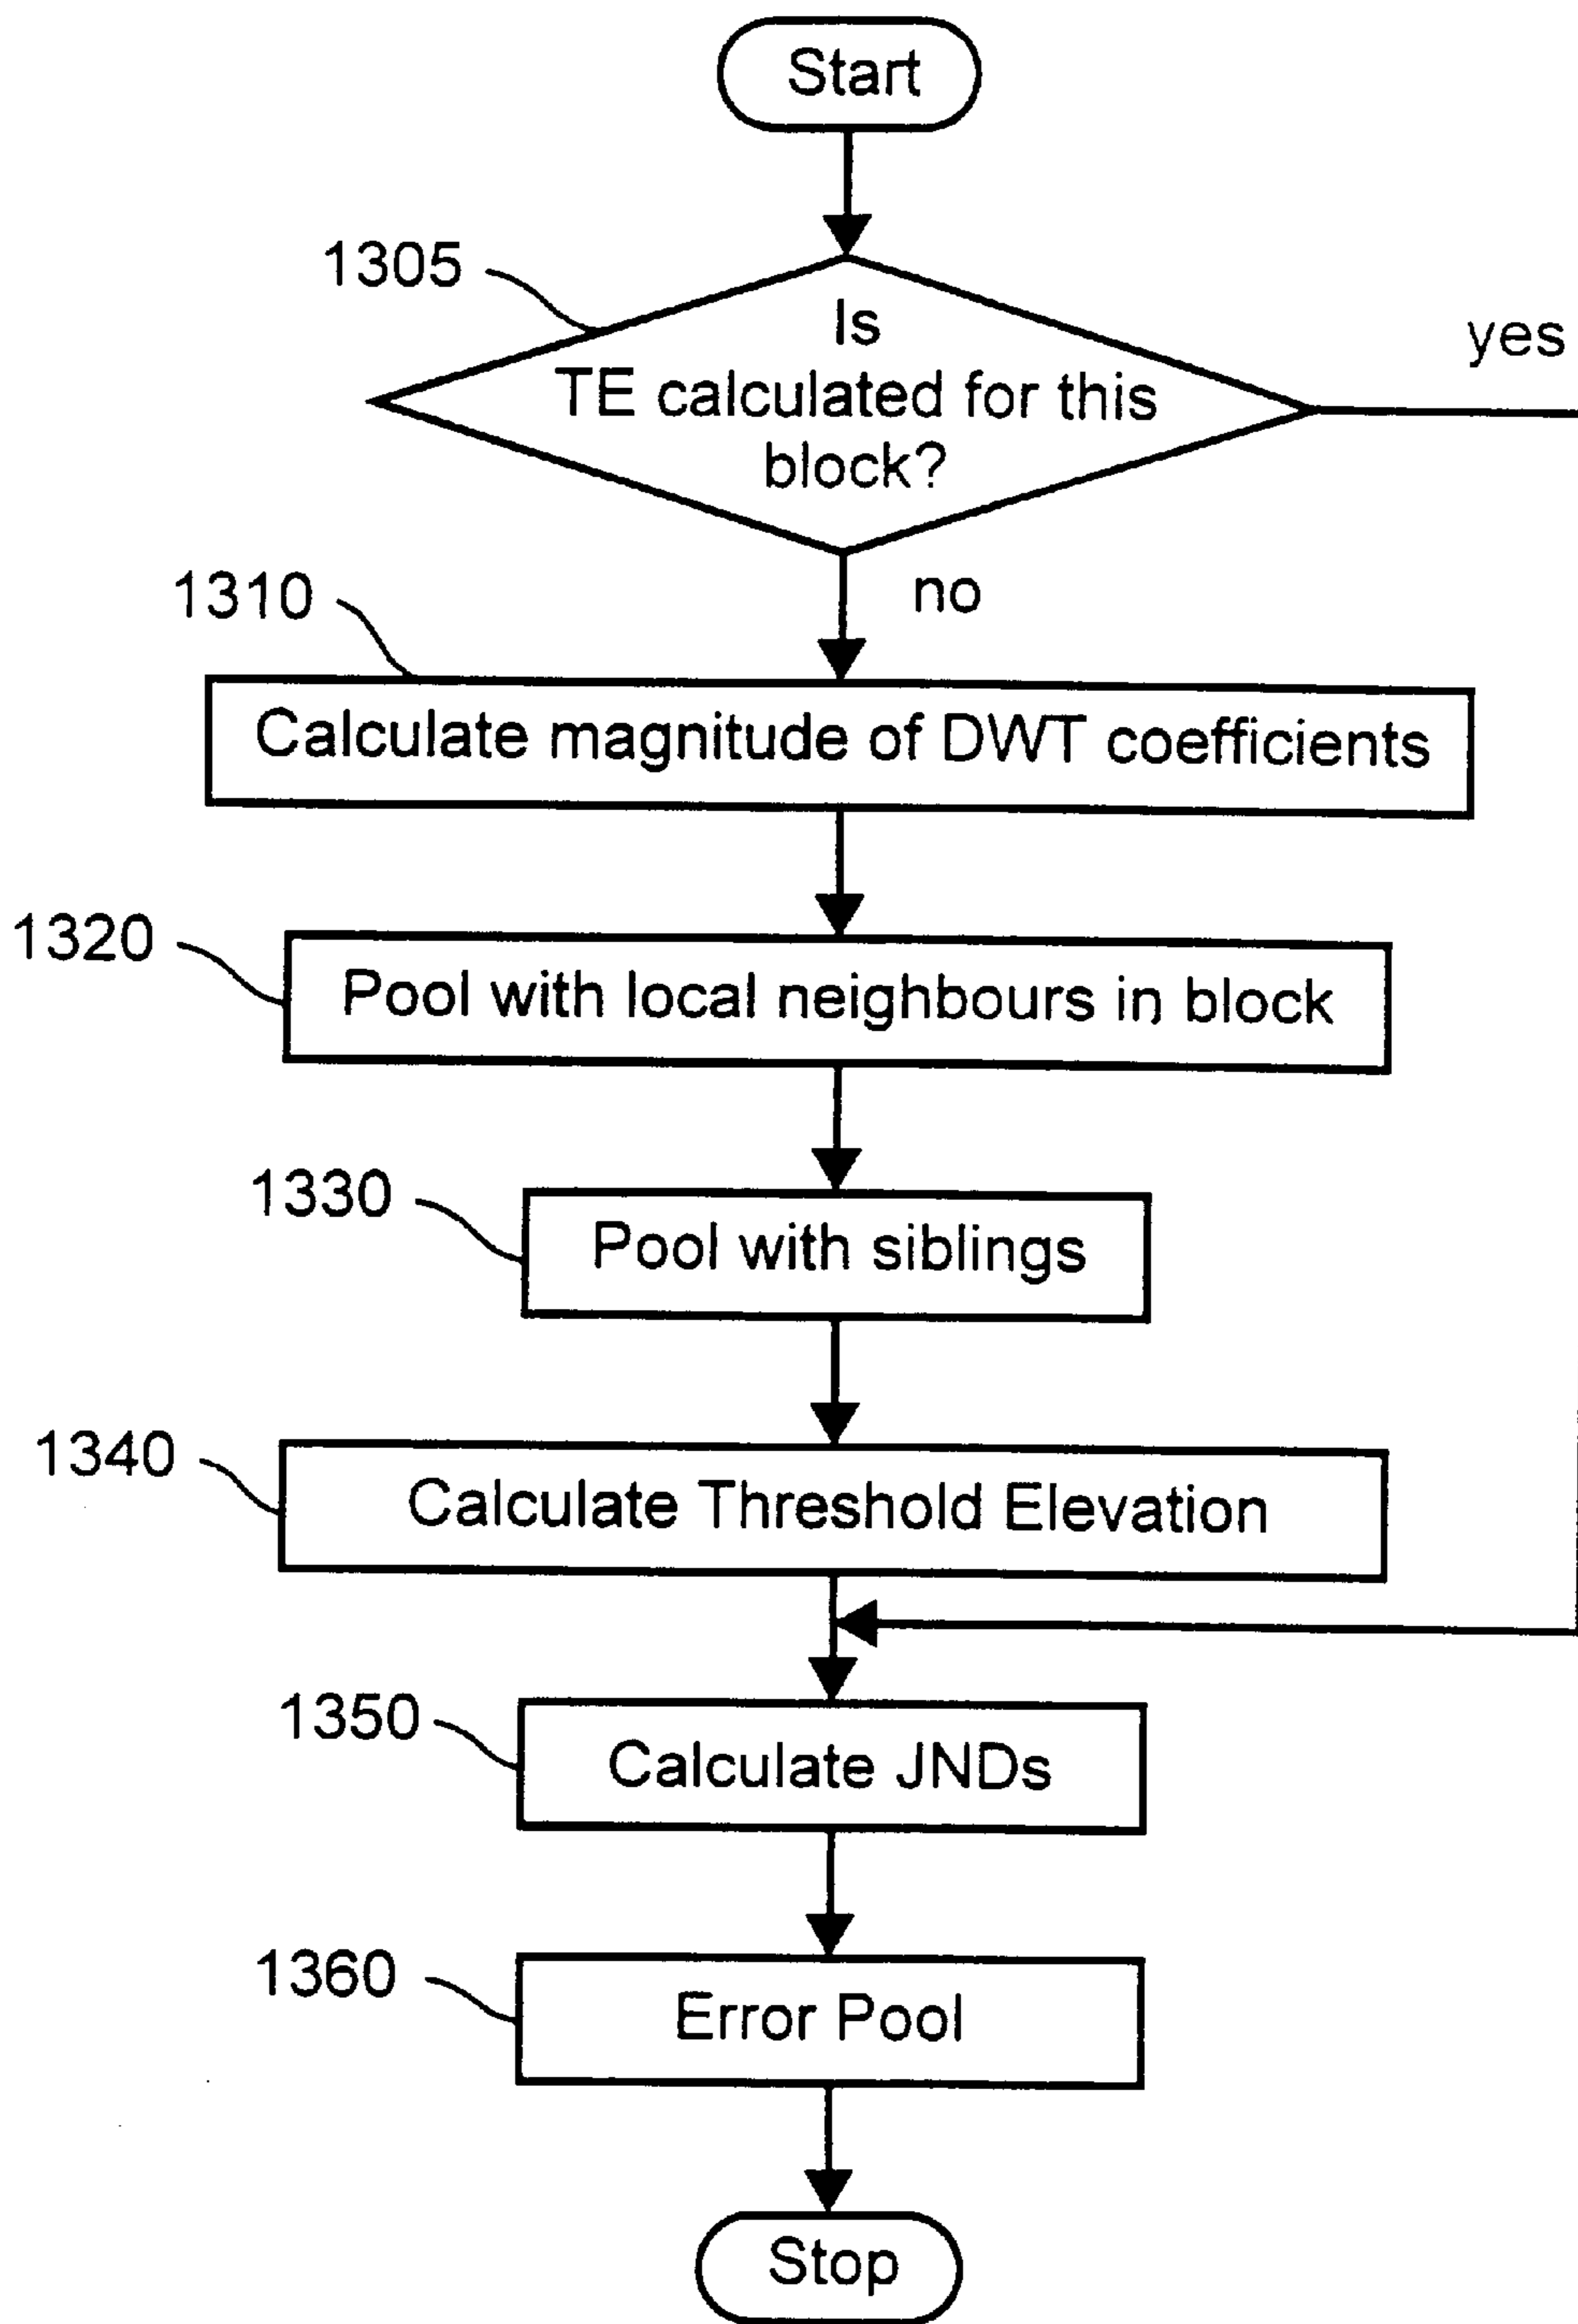 Start
1305
Is
TE calculated for this
block?
yes
no
1310
Calculate magnitude of DWT coefficients
1320
Pool with local neighbours in block
1330
Pool with siblings
1340
Calculate Threshold Elevation
1350
Calculate JNDs
1360
Error Pool
Stop